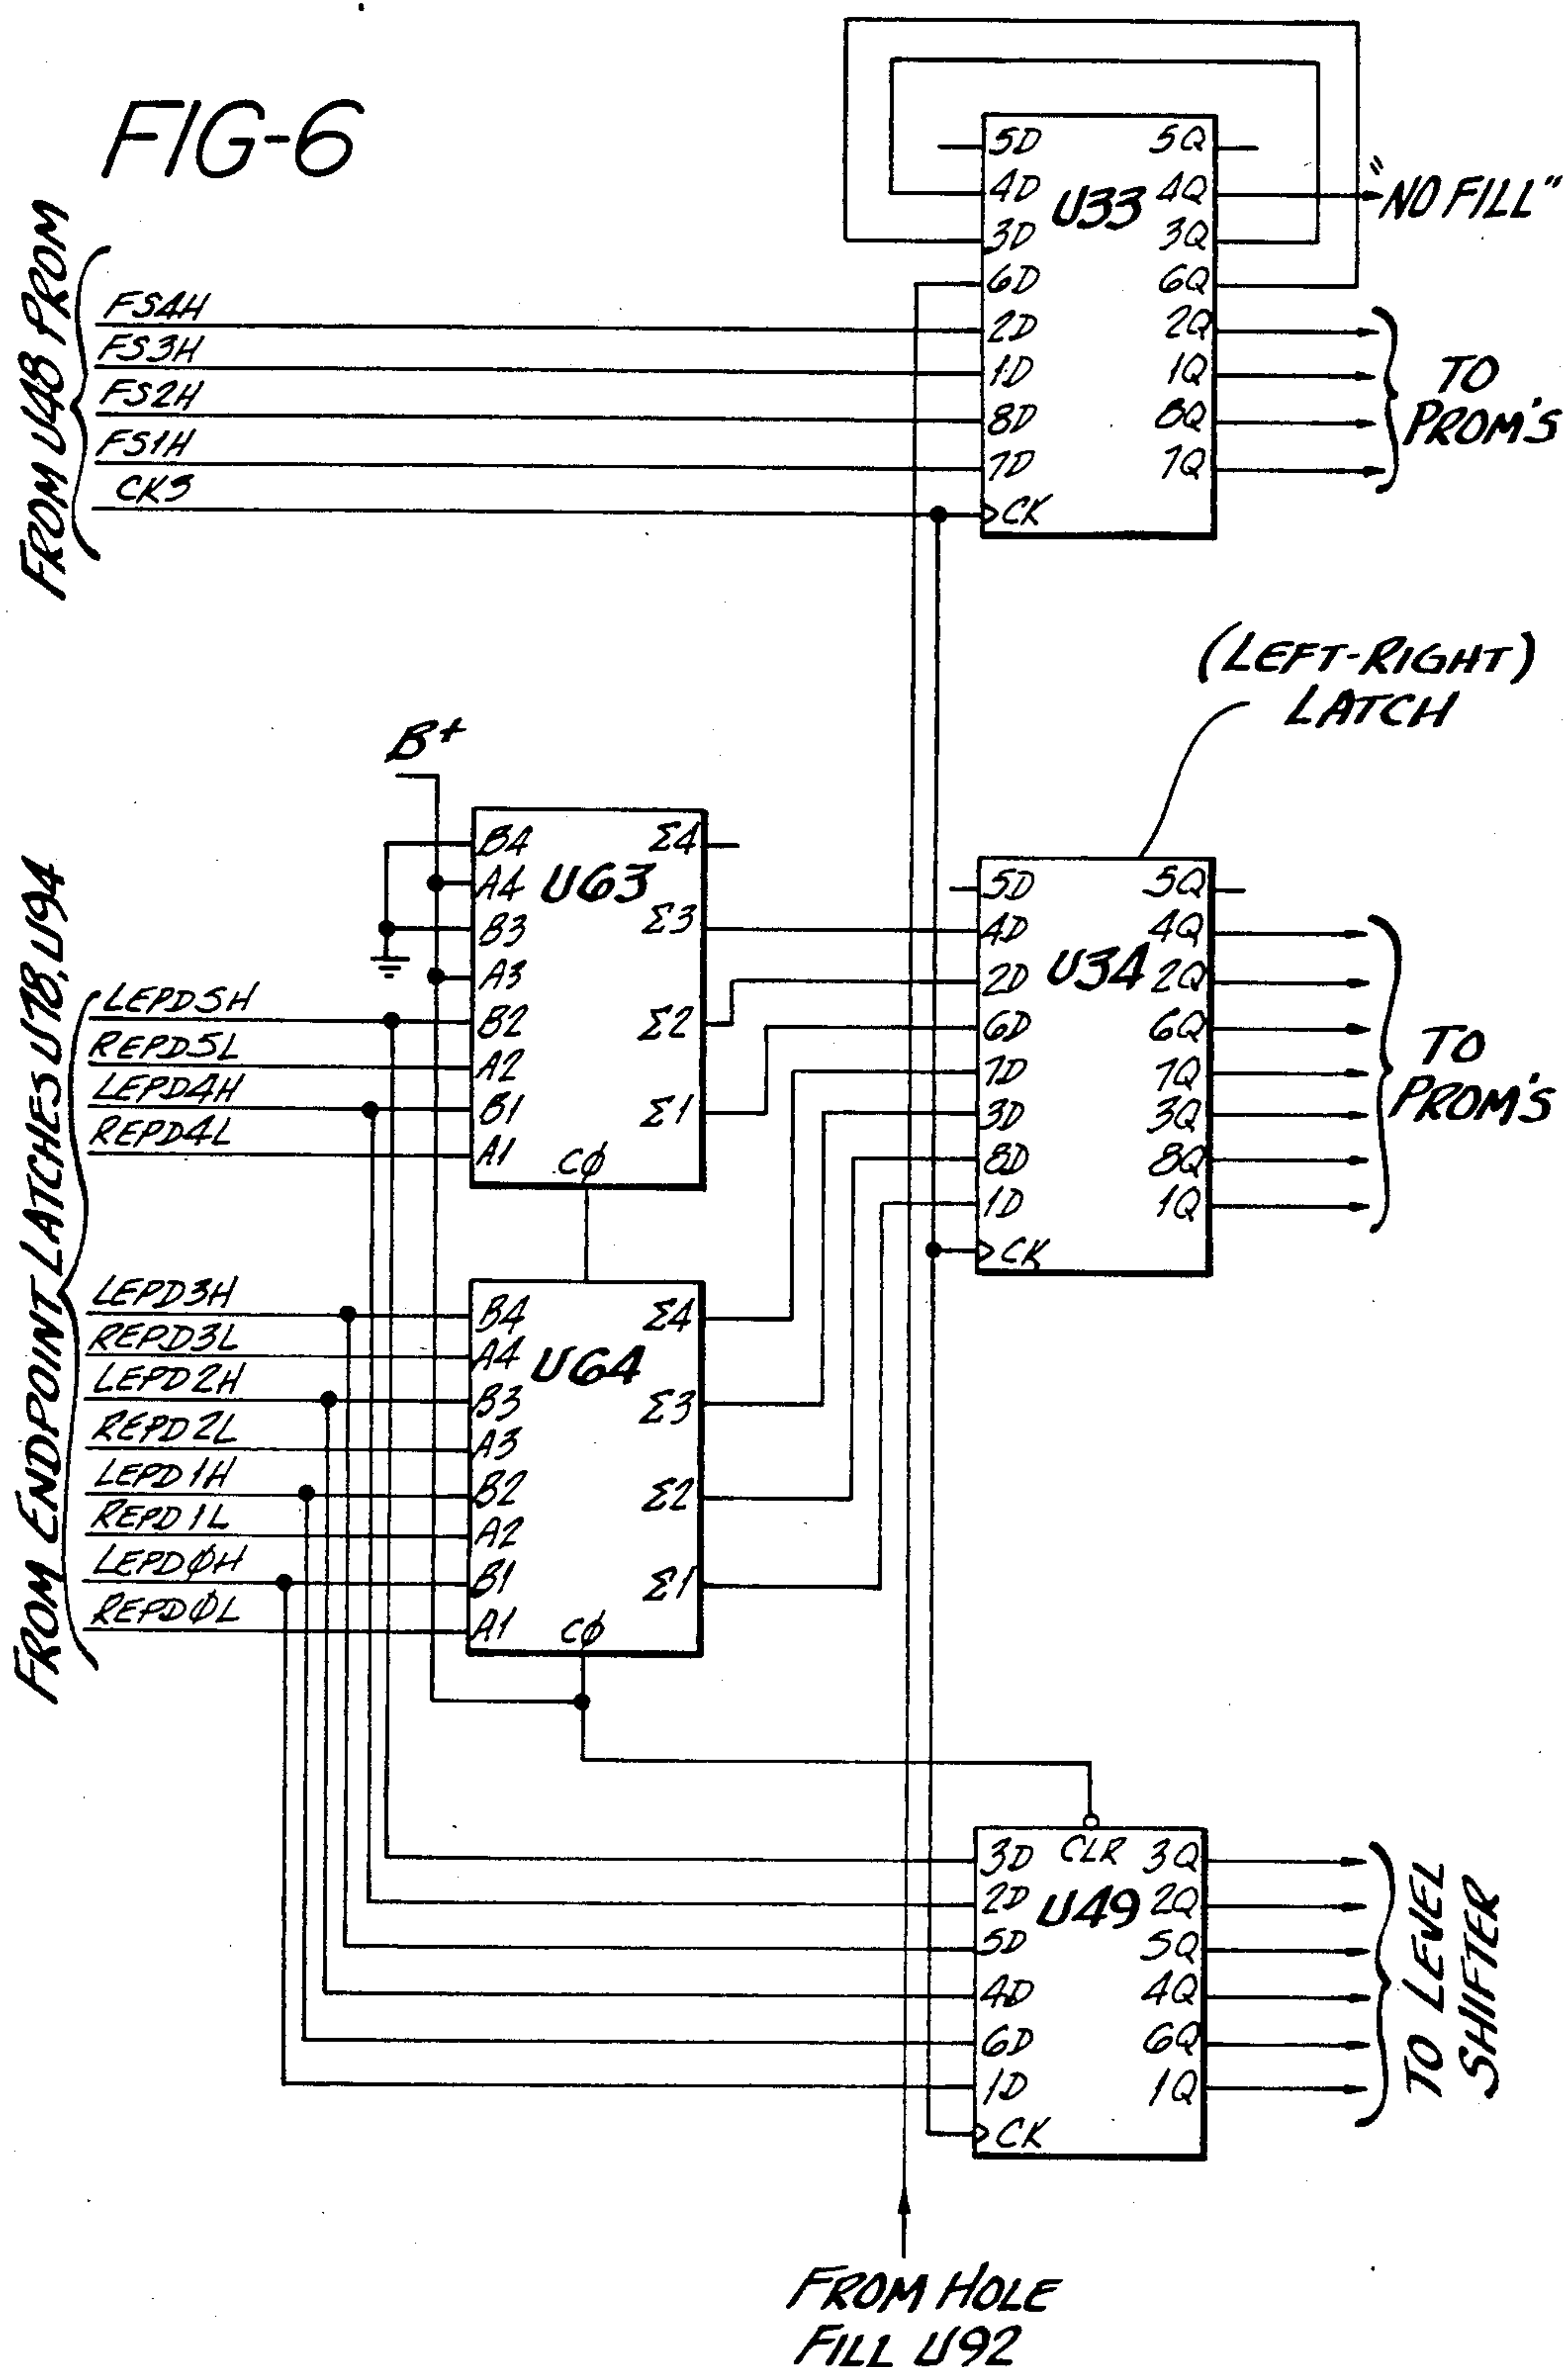 FIG-6
FROM U48 PROM
FS4H
FS3H
FS2H
FS1H
CK3
5D 5Q
4D U33 4Q
3D 3Q
6D 6Q
2D 2Q
1D 1Q
8D 8Q
7D 7Q
CK
"NO FILL"
TO
PROM'S
(LEFT-RIGHT)
LATCH
B+
FROM ENDPOINT LATCHES U78, U94
LEPD5H
REPD5L
LEPD4H
REPD4L
B4 Σ4
A4 U63
B3 Σ3
A3
B2 Σ2
A2
B1 Σ1
A1 CØ
5D 5Q
4D 4Q
U34
2D 2Q
6D 6Q
7D 7Q
3D 3Q
8D 8Q
1D 1Q
CK
TO
PROM'S
LEPD3H
REPD3L
LEPD2H
REPD2L
LEPD1H
REPD1L
LEPDØH
REPDØL
B4 Σ4
A4 U64
B3 Σ3
A3
B2 Σ2
A2
B1 Σ1
A1 CØ
3D CLR 3Q
2D U49 2Q
5D 5Q
4D 4Q
6D 6Q
1D 1Q
CK
TO LEVEL
SHIFTER
FROM HOLE
FILL U92